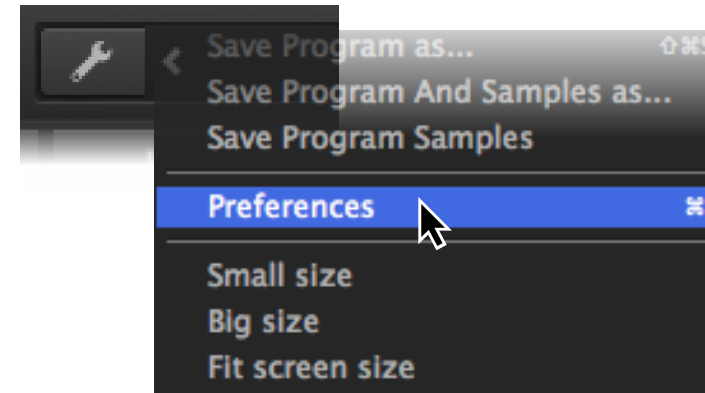 Save Program as... ⇧⌘S
Save Program And Samples as...
Save Program Samples
Preferences ⌘
Small size
Big size
Fit screen size